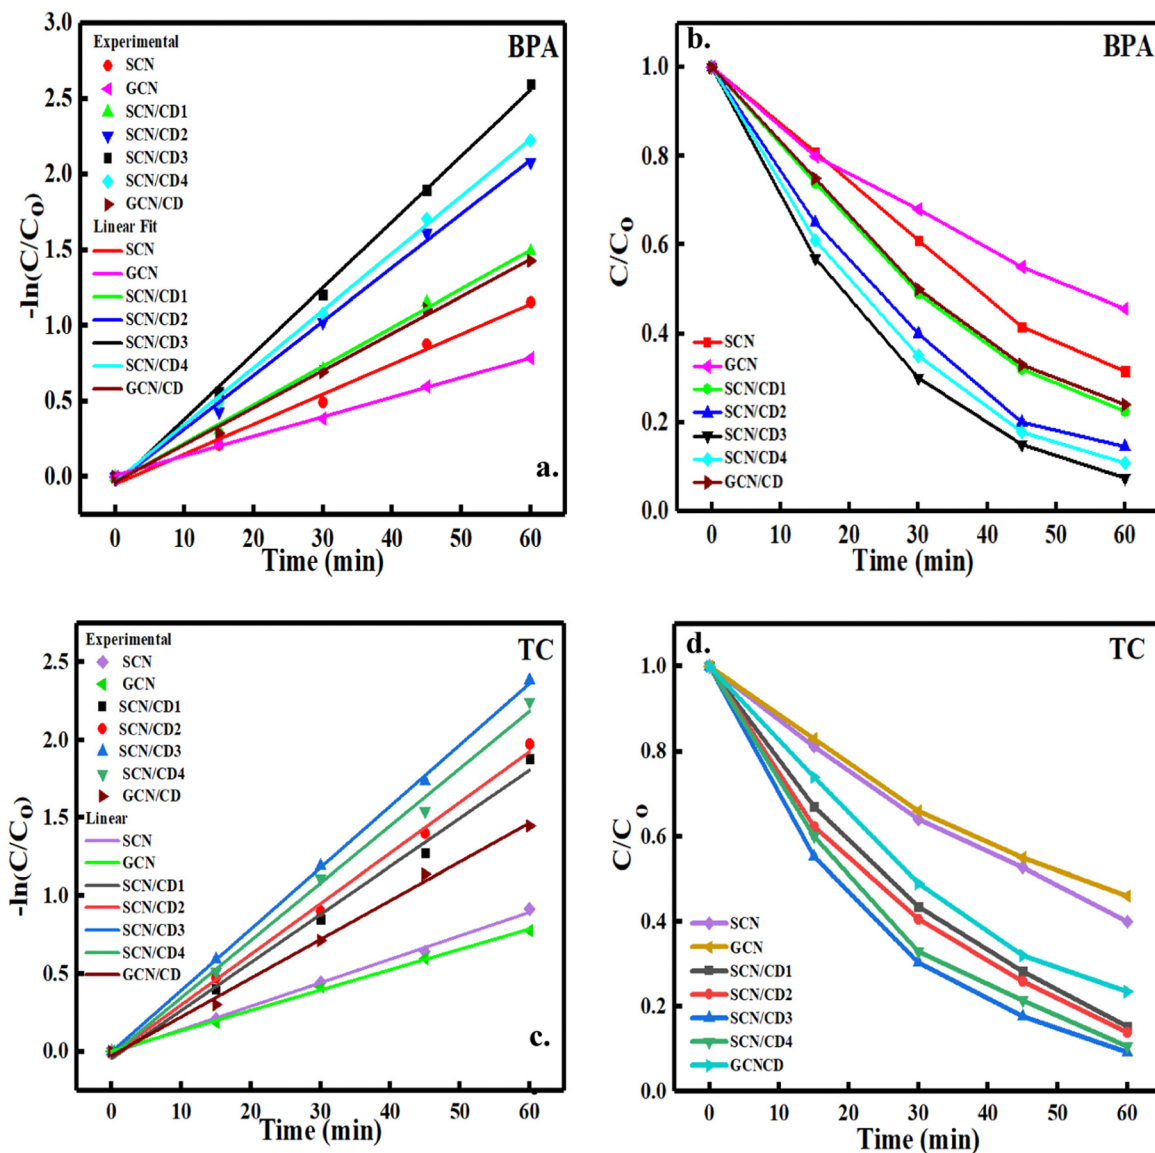 3.0
2.5
2.0
1.5
1.0
0.5
0.0
-ln(C/C₀)
Experimental
SCN
GCN
SCN/CD1
SCN/CD2
SCN/CD3
SCN/CD4
GCN/CD
Linear Fit
SCN
GCN
SCN/CD1
SCN/CD2
SCN/CD3
SCN/CD4
GCN/CD
BPA
a.
0 10 20 30 40 50 60
Time (min)
b.
BPA
1.0
0.8
0.6
0.4
0.2
0.0
C/C₀
SCN
GCN
SCN/CD1
SCN/CD2
SCN/CD3
SCN/CD4
GCN/CD
0 10 20 30 40 50 60
Time (min)
2.5
2.0
1.5
1.0
0.5
0.0
-ln(C/C₀)
Experimental
SCN
GCN
SCN/CD1
SCN/CD2
SCN/CD3
SCN/CD4
GCN/CD
Linear
SCN
GCN
SCN/CD1
SCN/CD2
SCN/CD3
SCN/CD4
GCN/CD
TC
c.
0 10 20 30 40 50 60
Time (min)
d.
TC
1.0
0.8
0.6
0.4
0.2
0.0
C/C₀
SCN
GCN
SCN/CD1
SCN/CD2
SCN/CD3
SCN/CD4
GCNCD
0 10 20 30 40 50 60
Time (min)